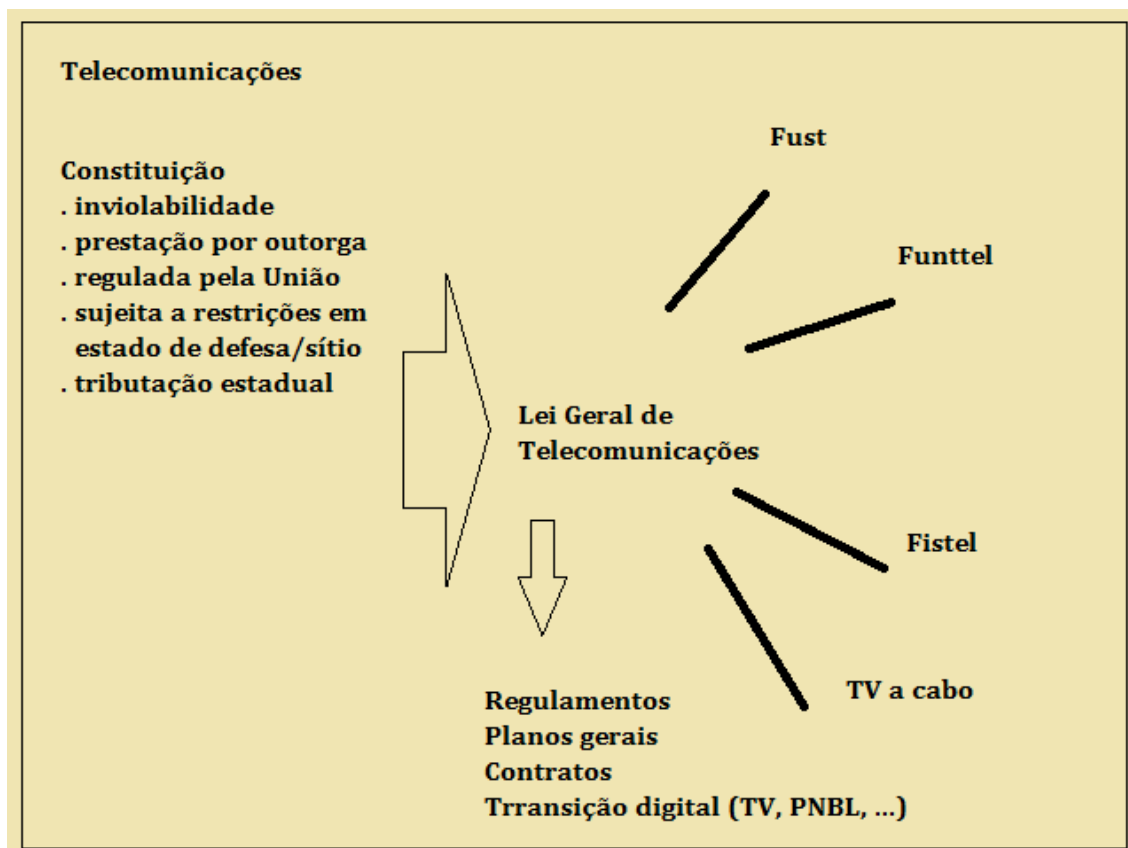 Telecomunicações
Constituição
. inviolabilidade
. prestação por outorga
. regulada pela União
. sujeita a restrições em
estado de defesa/sítio
. tributação estadual
Fust
Funttel
Lei Geral de
Telecomunicações
Fistel
TV a cabo
Regulamentos
Planos gerais
Contratos
Trransição digital (TV, PNBL, ...)